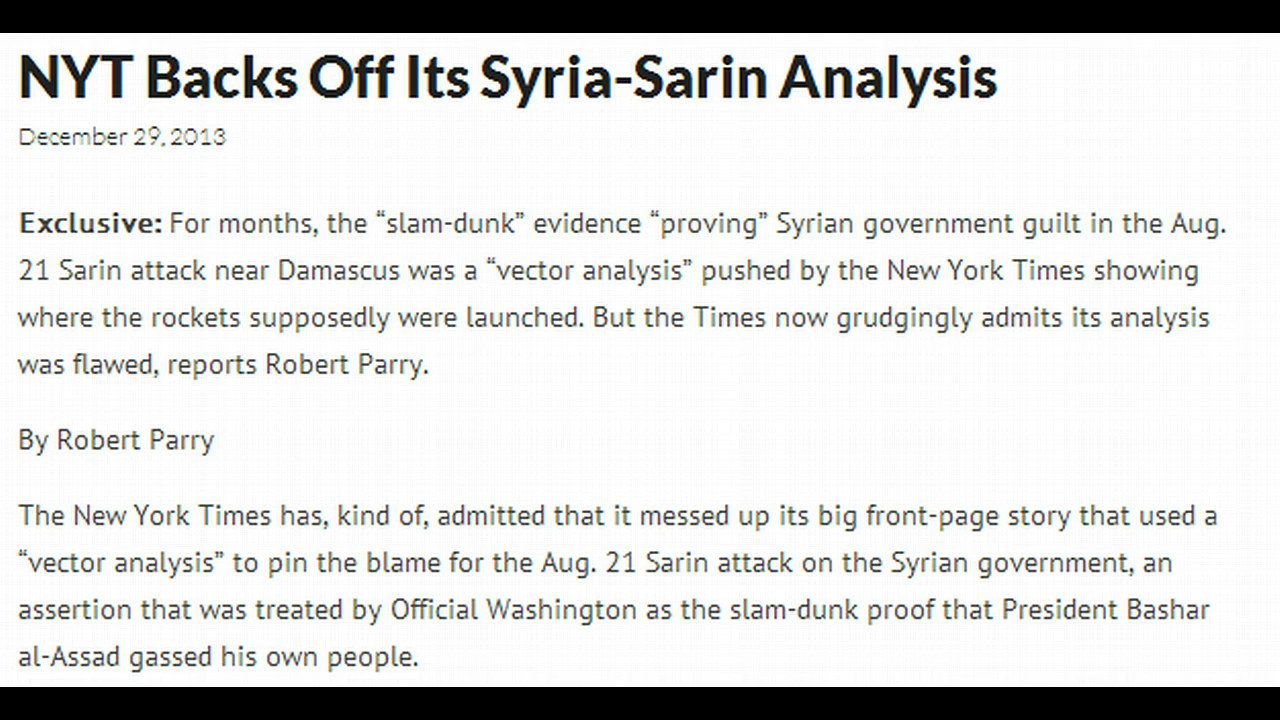 NYT Backs Off Its Syria-Sarin Analysis
December 29, 2013
Exclusive: For months, the “slam-dunk” evidence “proving” Syrian government guilt in the Aug.
21 Sarin attack near Damascus was a “vector analysis” pushed by the New York Times showing
where the rockets supposedly were launched. But the Times now grudgingly admits its analysis
was flawed, reports Robert Parry.
By Robert Parry
The New York Times has, kind of, admitted that it messed up its big front-page story that used a
“vector analysis” to pin the blame for the Aug. 21 Sarin attack on the Syrian government, an
assertion that was treated by Official Washington as the slam-dunk proof that President Bashar
al-Assad gassed his own people.